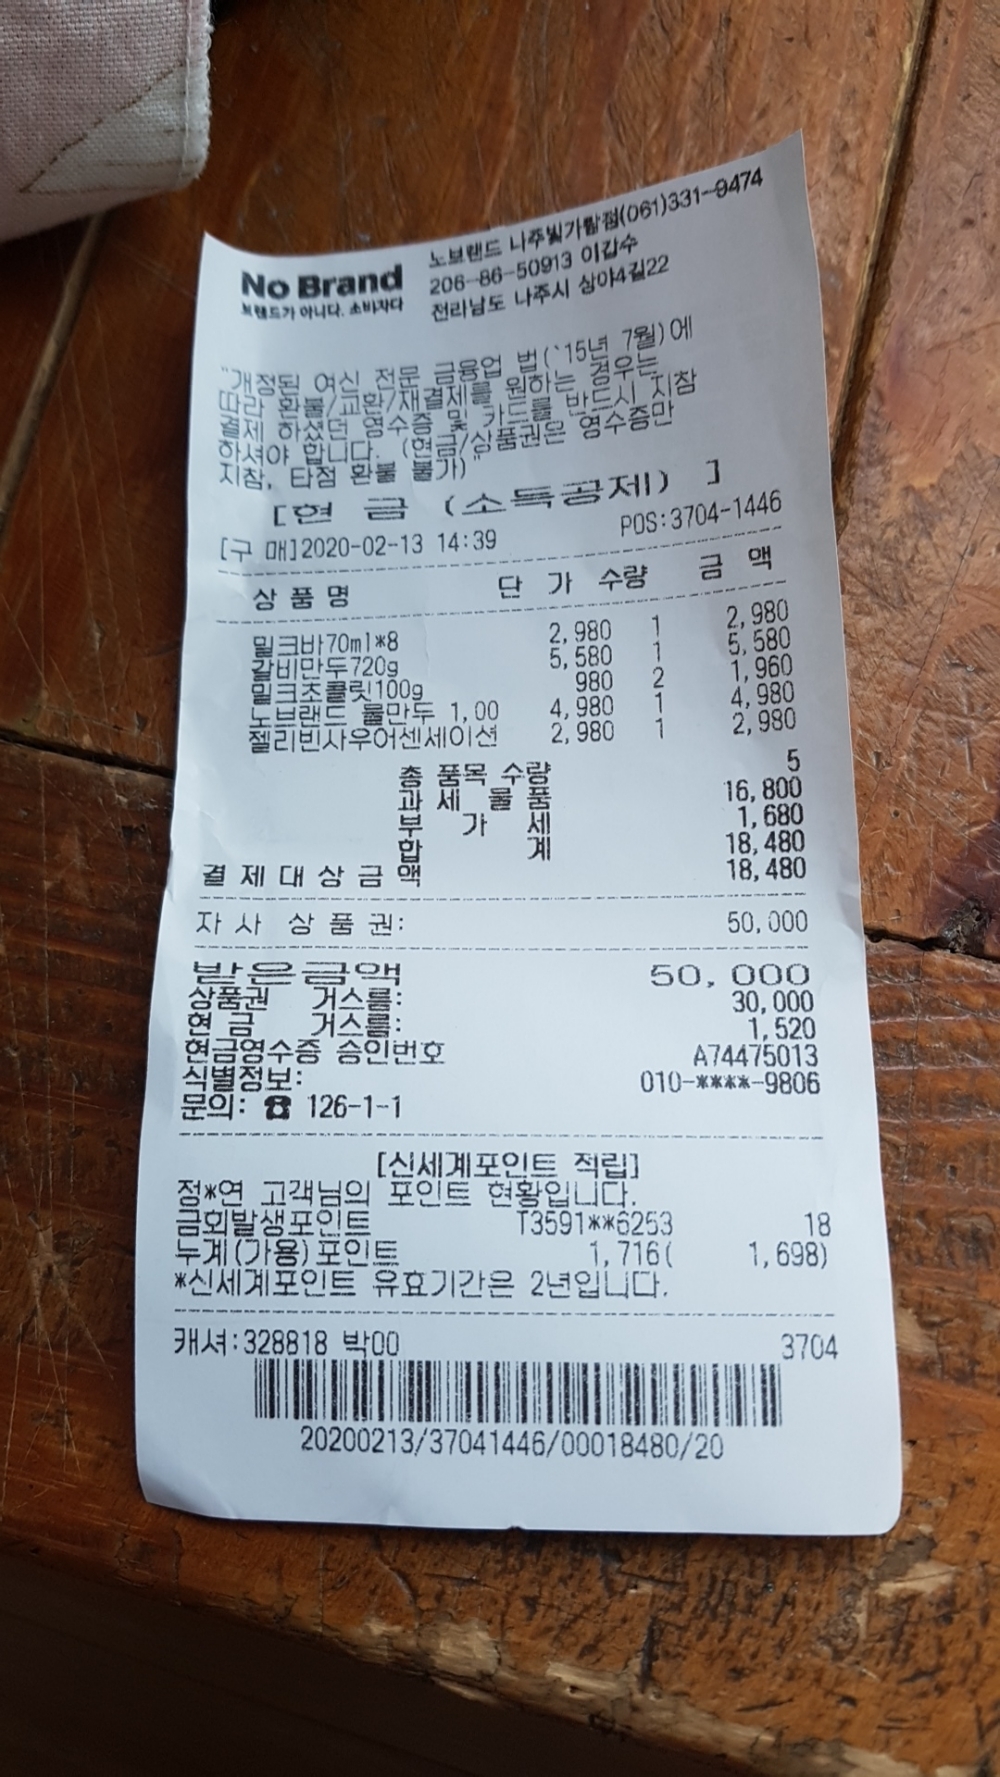 No Brand
브랜드가 아니다. 소비자다
노브랜드 나주빛가람점(061)331-9474
206-86-50913 이갑수
전라남도 나주시 상야4길22
"개정된 여신 전문 금융업 법(`15년 7월)에
따라 환불/교환/재결제를 원하는 경우는,
결제 하셨던 영수증 및 카드를 반드시 지참
하셔야 합니다. (현금/상품권은 영수증만
지참, 타점 환불 불가)"
[현 금 (소득공제) ]
[구 매]2020-02-13 14:39 POS:3704-1446
상 품 명 단 가 수량 금 액
밀크바70ml*8 2,980 1 2,980
갈비만두720g 5,580 1 5,580
밀크초콜릿100g 980 2 1,960
노브랜드 물만두 1,00 4,980 1 4,980
젤리빈사우어센세이션 2,980 1 2,980
총 품목 수량 5
과 세 물 품 16,800
부 가 세 1,680
합 계 18,480
결 제 대 상 금 액 18,480
자 사 상 품 권: 50,000
받은금액 50,000
상품권 거스름: 30,000
현 금 거스름: 1,520
현금영수증 승인번호 A74475013
식별정보: 010-****-9806
문의: ☎ 126-1-1
[신세계포인트 적립]
정*연 고객님의 포인트 현황입니다.
금회발생포인트 T3591**6253 18
누계(가용)포인트 1,716( 1,698)
*신세계포인트 유효기간은 2년입니다.
캐셔:328818 박00 3704
20200213/37041446/00018480/20